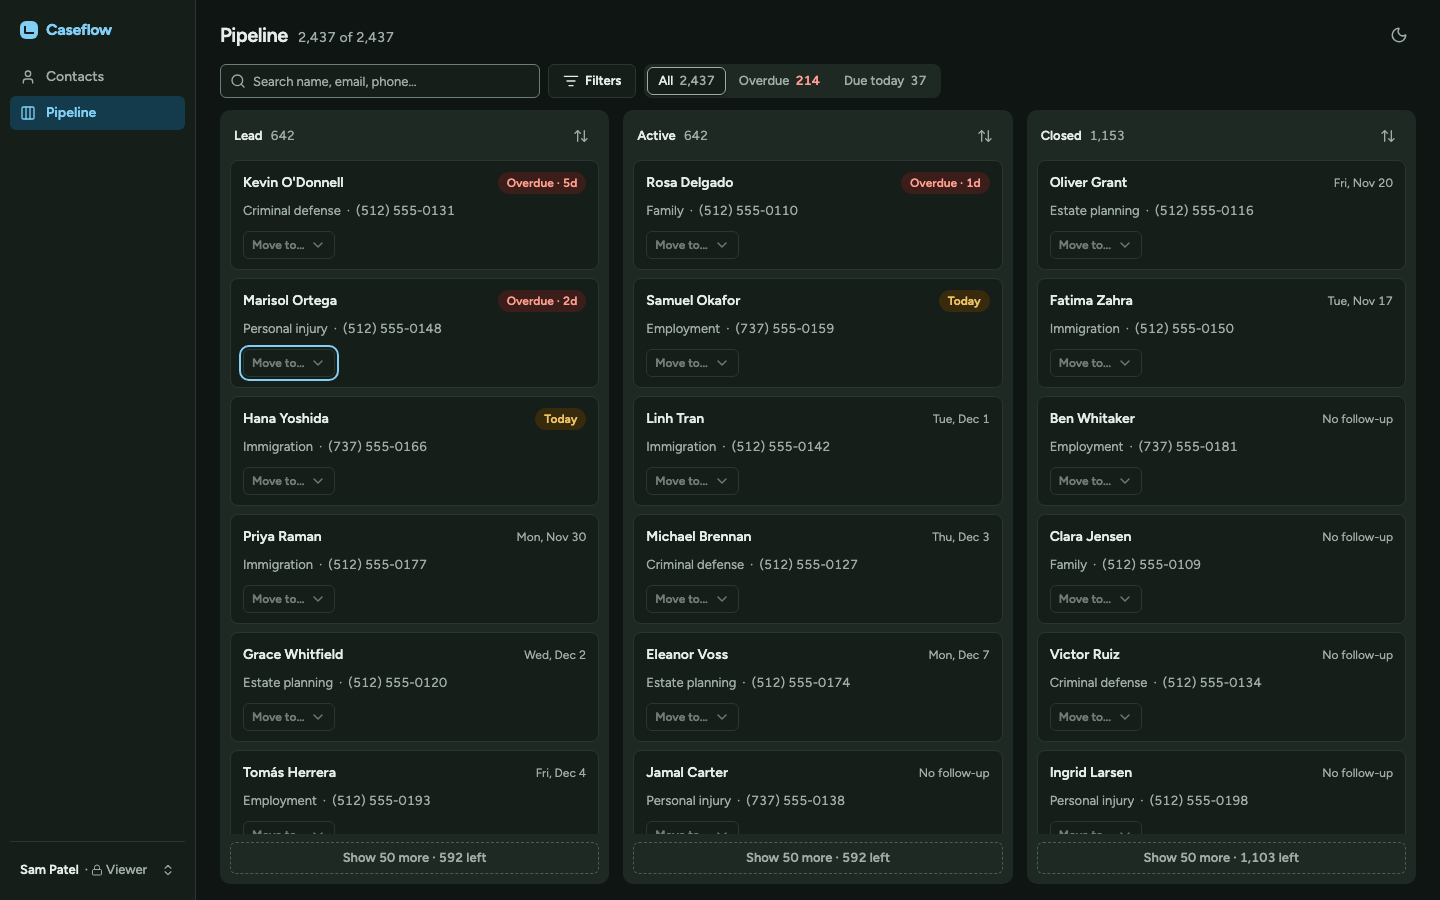 Caseflow
Contacts
Pipeline
Sam Patel · Viewer
Pipeline 2,437 of 2,437
Search name, email, phone...
Filters
All 2,437
Overdue 214
Due today 37
Lead 642
Kevin O'Donnell
Overdue · 5d
Criminal defense · (512) 555-0131
Move to...
Marisol Ortega
Overdue · 2d
Personal injury · (512) 555-0148
Move to...
Hana Yoshida
Today
Immigration · (737) 555-0166
Move to...
Priya Raman
Mon, Nov 30
Immigration · (512) 555-0177
Move to...
Grace Whitfield
Wed, Dec 2
Estate planning · (512) 555-0120
Move to...
Tomás Herrera
Fri, Dec 4
Employment · (512) 555-0193
Move to...
Show 50 more · 592 left
Active 642
Rosa Delgado
Overdue · 1d
Family · (512) 555-0110
Move to...
Samuel Okafor
Today
Employment · (737) 555-0159
Move to...
Linh Tran
Tue, Dec 1
Immigration · (512) 555-0142
Move to...
Michael Brennan
Thu, Dec 3
Criminal defense · (512) 555-0127
Move to...
Eleanor Voss
Mon, Dec 7
Estate planning · (512) 555-0174
Move to...
Jamal Carter
No follow-up
Personal injury · (737) 555-0138
Move to...
Show 50 more · 592 left
Closed 1,153
Oliver Grant
Fri, Nov 20
Estate planning · (512) 555-0116
Move to...
Fatima Zahra
Tue, Nov 17
Immigration · (512) 555-0150
Move to...
Ben Whitaker
No follow-up
Employment · (737) 555-0181
Move to...
Clara Jensen
No follow-up
Family · (512) 555-0109
Move to...
Victor Ruiz
No follow-up
Criminal defense · (512) 555-0134
Move to...
Ingrid Larsen
No follow-up
Personal injury · (512) 555-0198
Move to...
Show 50 more · 1,103 left